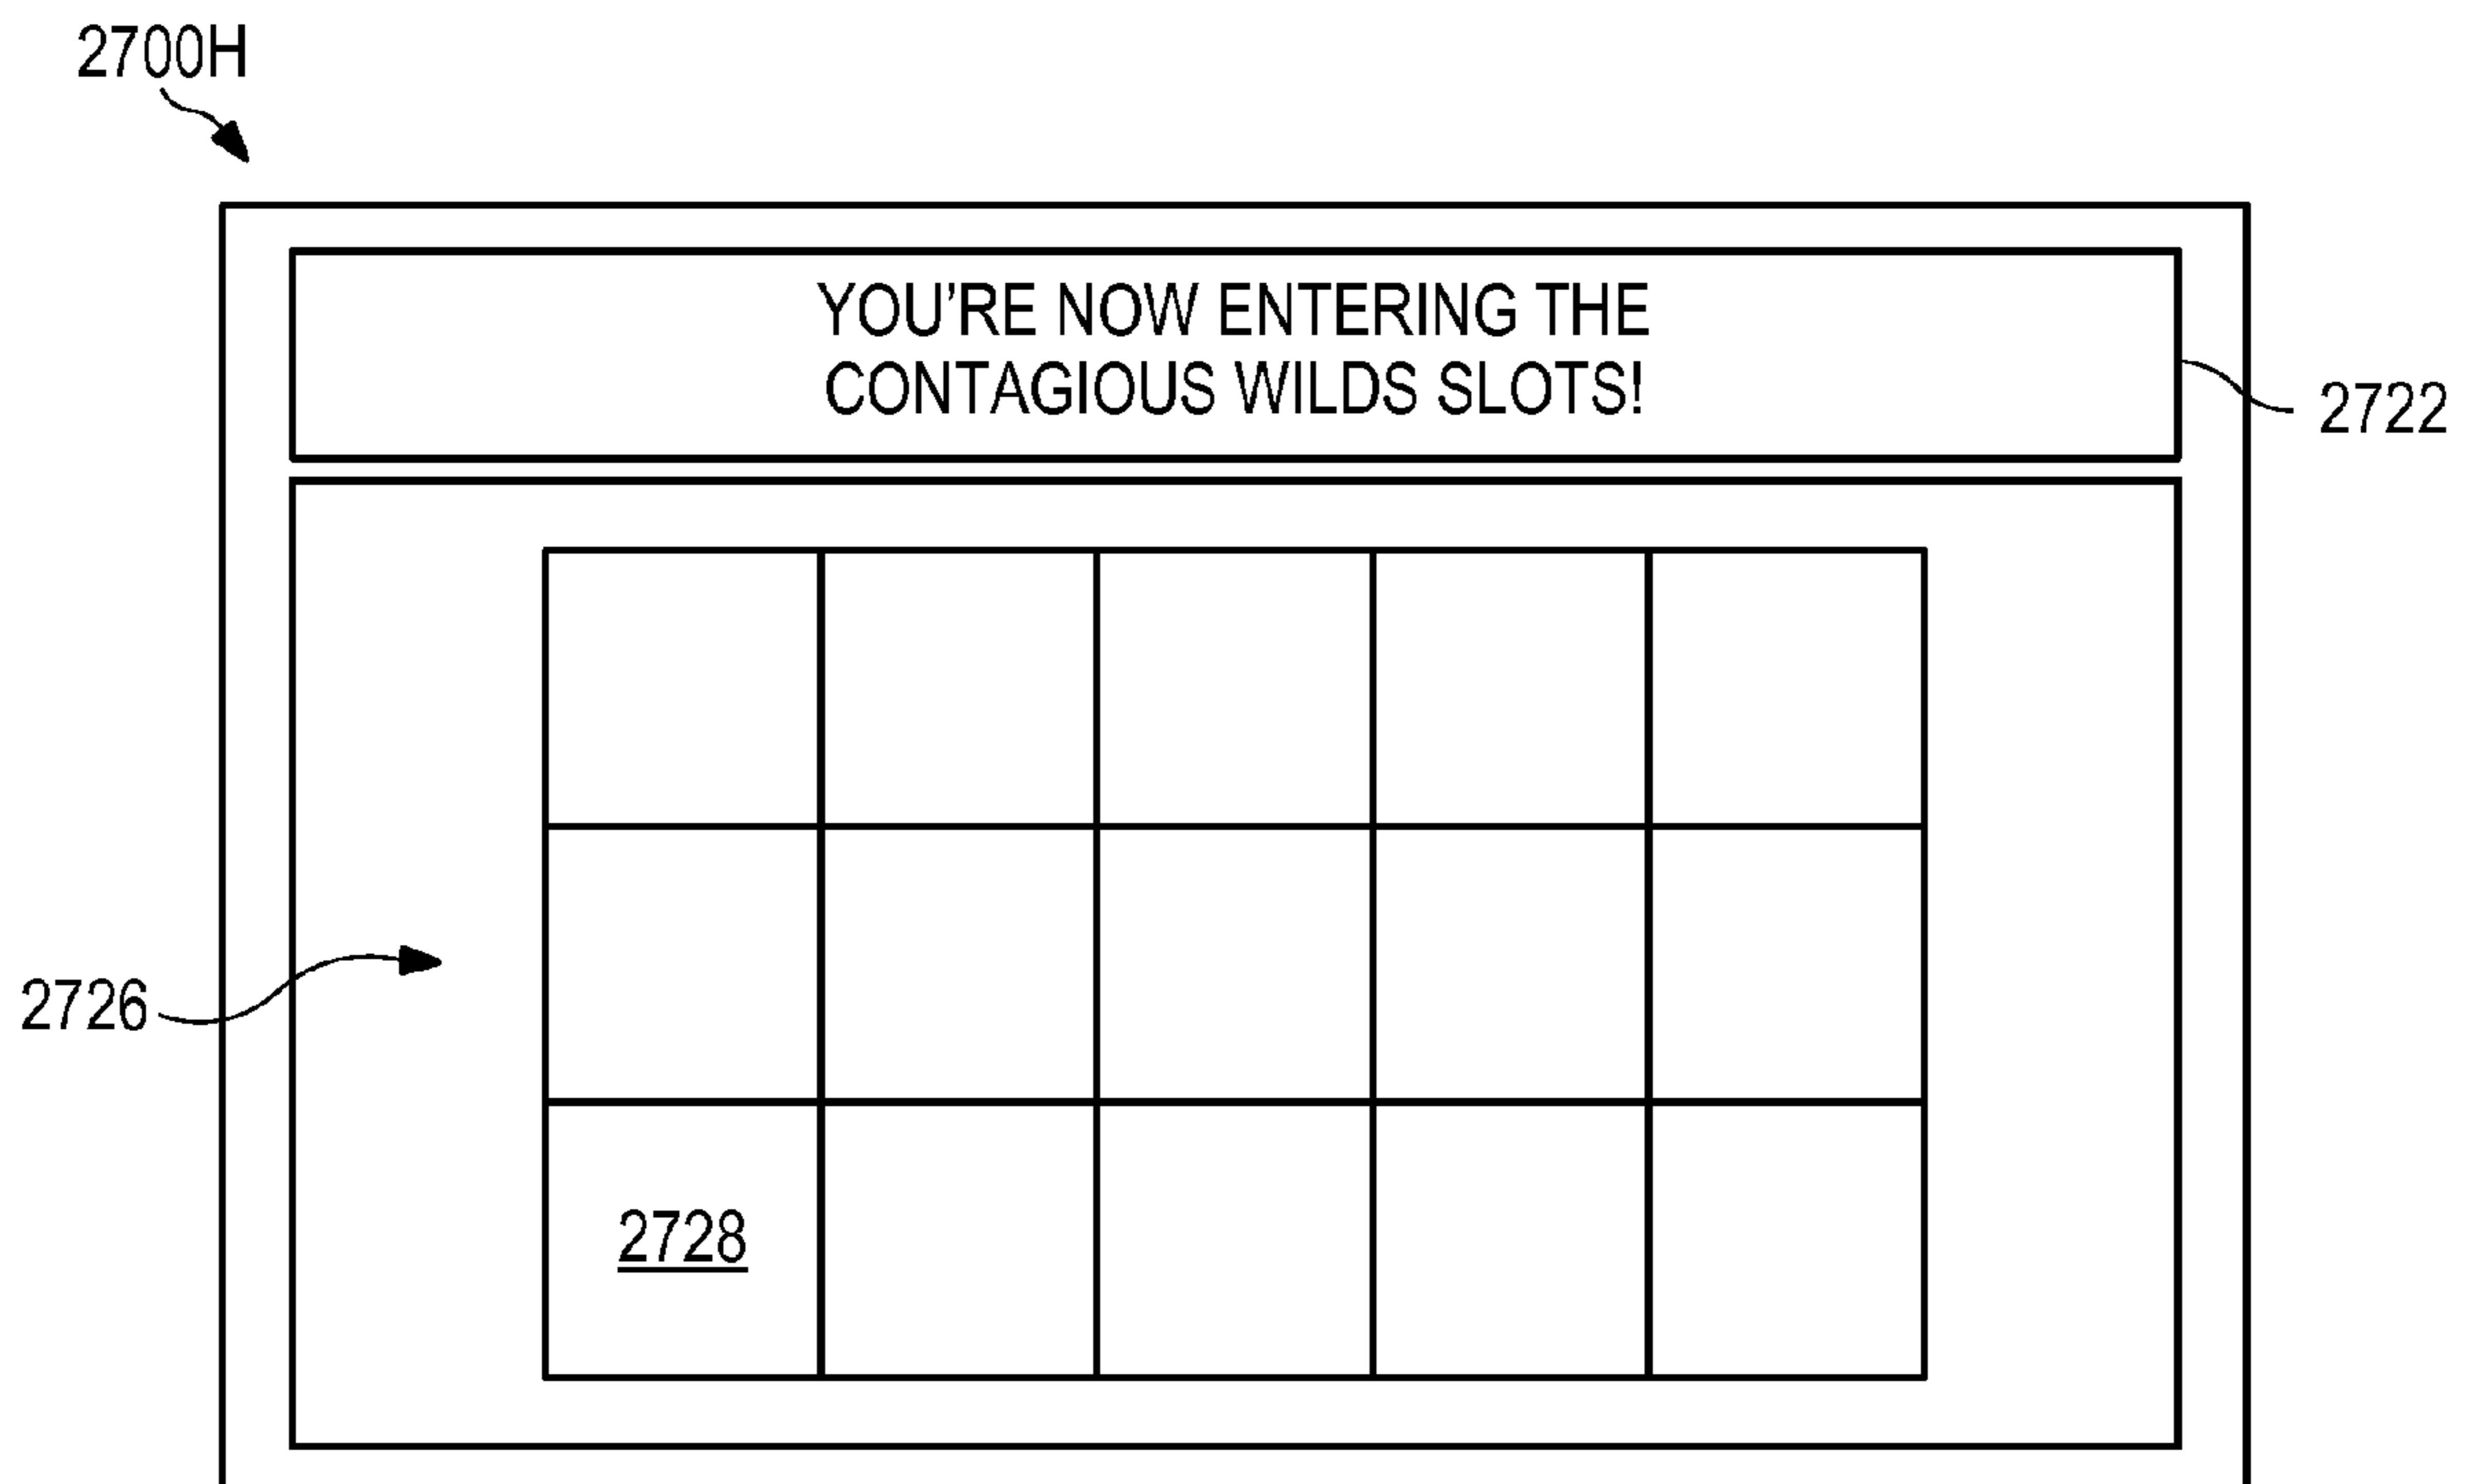 2700H
YOU'RE NOW ENTERING THE
CONTAGIOUS WILDS SLOTS!
2722
2726
2728